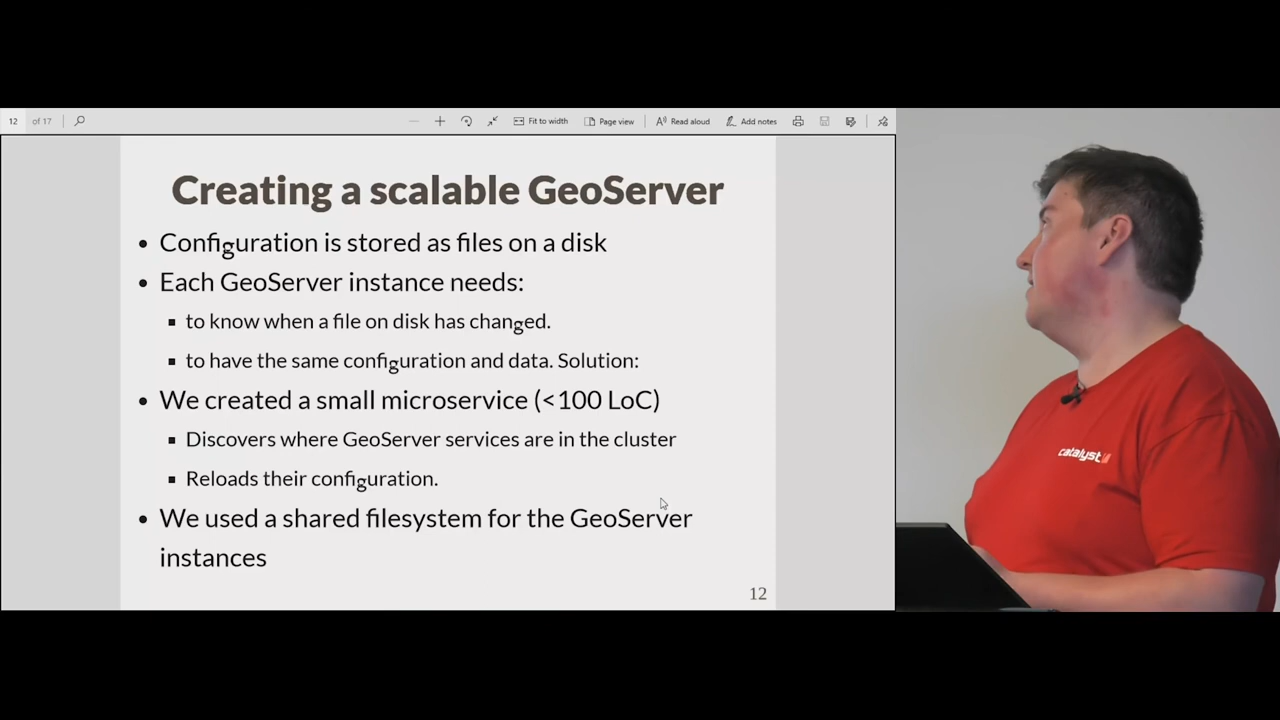 12 of 17 Fit to width Page view Read aloud Add notes
Creating a scalable GeoServer
• Configuration is stored as files on a disk
• Each GeoServer instance needs:
▪ to know when a file on disk has changed.
▪ to have the same configuration and data. Solution:
• We created a small microservice (<100 LoC)
▪ Discovers where GeoServer services are in the cluster
▪ Reloads their configuration.
• We used a shared filesystem for the GeoServer
instances
12
catalyst